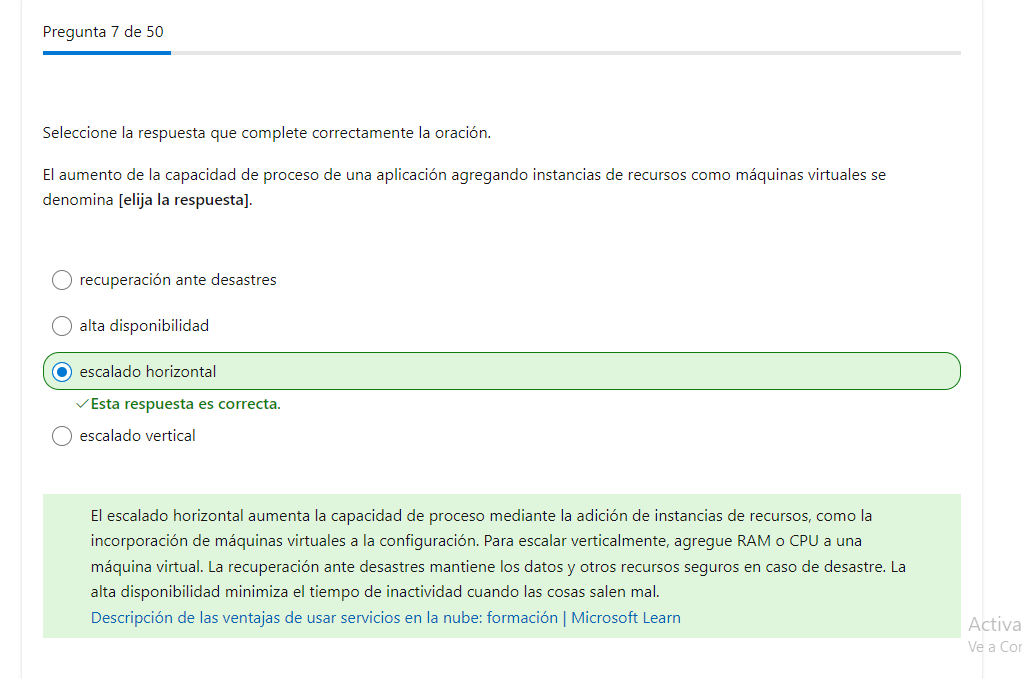 Pregunta 7 de 50
Seleccione la respuesta que complete correctamente la oración.
El aumento de la capacidad de proceso de una aplicación agregando instancias de recursos como máquinas virtuales se
denomina [elija la respuesta].
recuperación ante desastres
alta disponibilidad
escalado horizontal
Esta respuesta es correcta.
escalado vertical
El escalado horizontal aumenta la capacidad de proceso mediante la adición de instancias de recursos, como la
incorporación de máquinas virtuales a la configuración. Para escalar verticalmente, agregue RAM o CPU a una
máquina virtual. La recuperación ante desastres mantiene los datos y otros recursos seguros en caso de desastre. La
alta disponibilidad minimiza el tiempo de inactividad cuando las cosas salen mal.
Descripción de las ventajas de usar servicios en la nube: formación | Microsoft Learn
Activa
Ve a Con